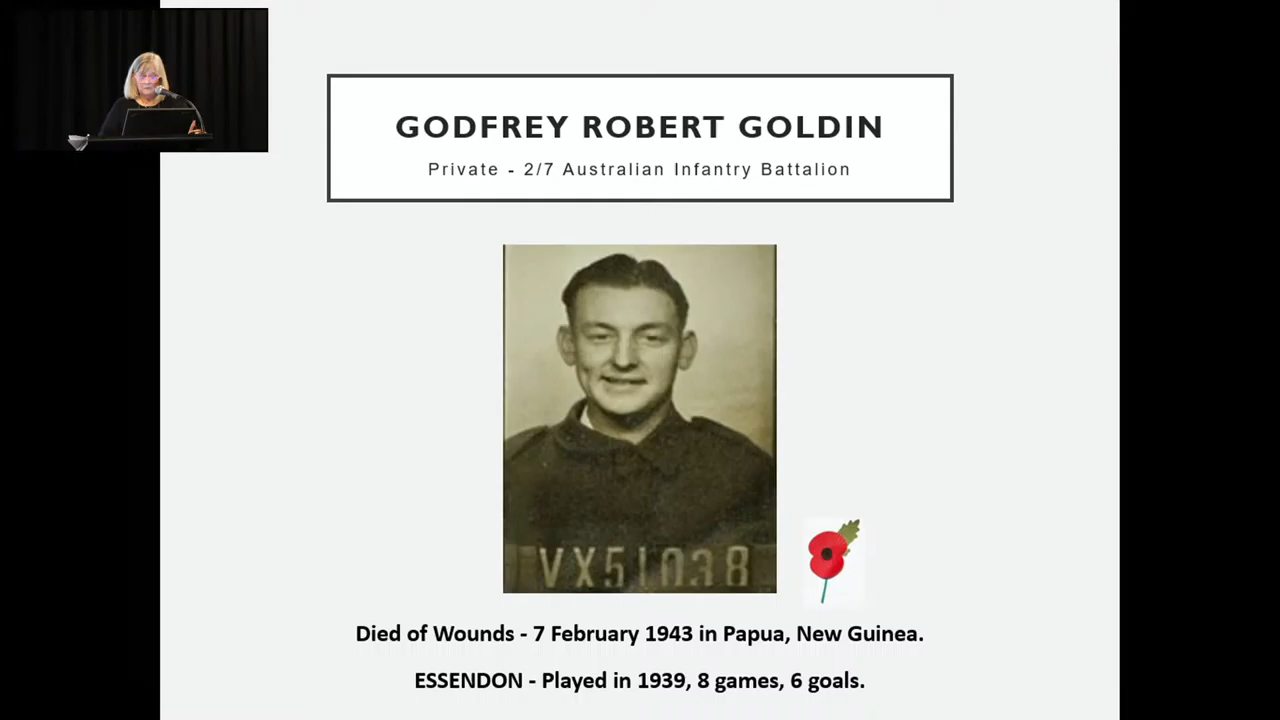 GODFREY ROBERT GOLDIN
Private - 2/7 Australian Infantry Battalion
VX51038
Died of Wounds - 7 February 1943 in Papua, New Guinea.
ESSENDON - Played in 1939, 8 games, 6 goals.